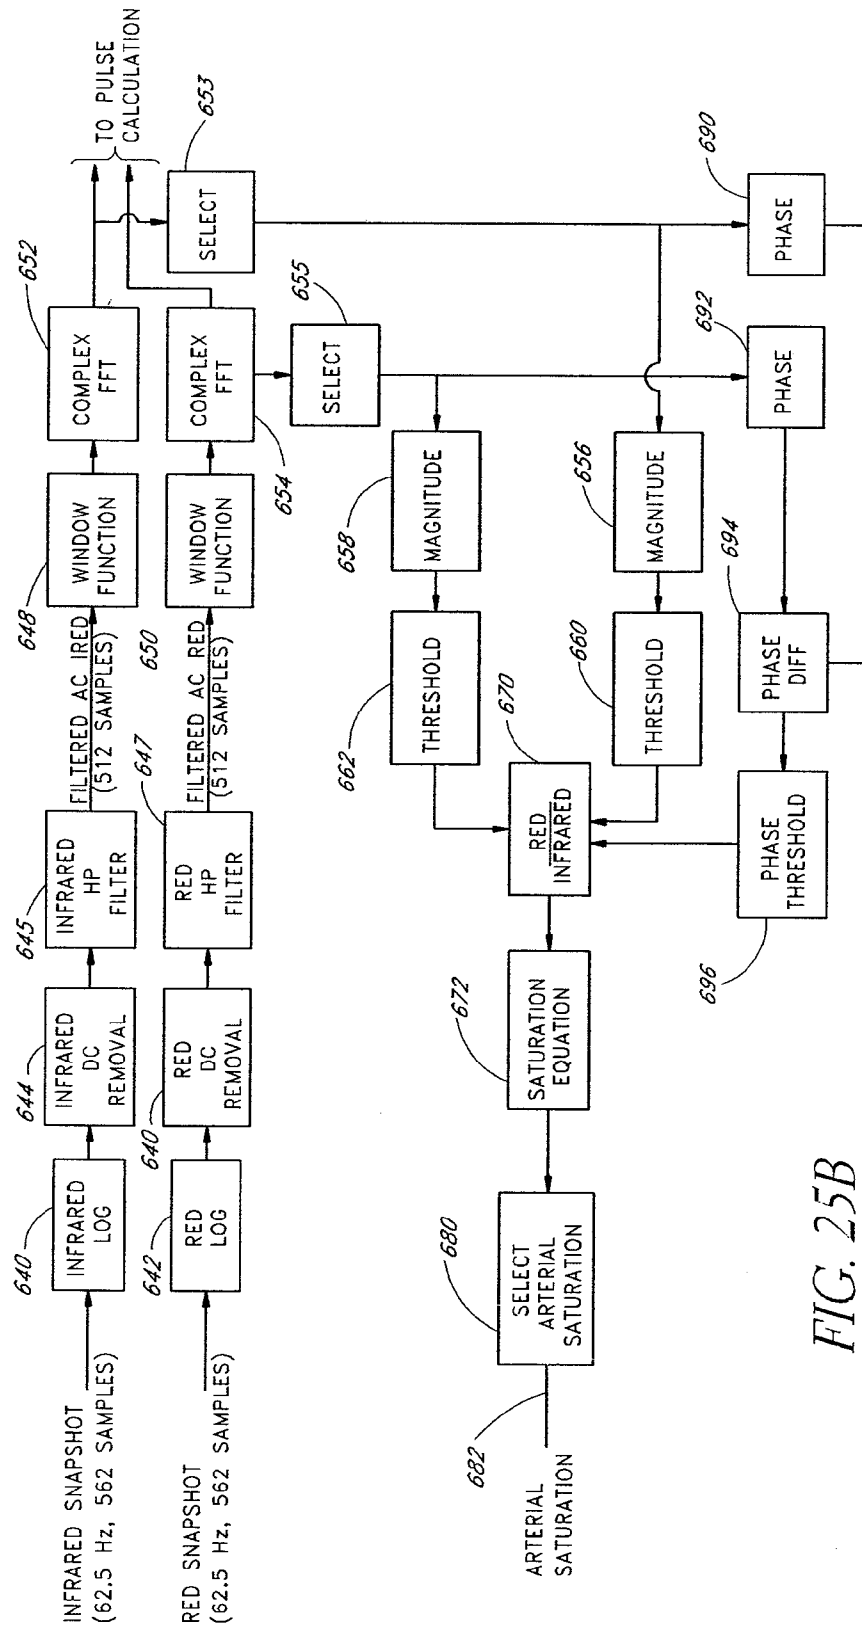 INFRARED SNAPSHOT
(62.5 Hz, 562 SAMPLES)
640
INFRARED
LOG
644
INFRARED
DC
REMOVAL
645
INFRARED
HP
FILTER
FILTERED AC IRED
(512 SAMPLES)
648
WINDOW
FUNCTION
652
COMPLEX
FFT
TO PULSE
CALCULATION
RED SNAPSHOT
(62.5 Hz, 562 SAMPLES)
642
RED
LOG
640
RED
DC
REMOVAL
647
RED
HP
FILTER
FILTERED AC RED
(512 SAMPLES)
650
WINDOW
FUNCTION
654
COMPLEX
FFT
653
SELECT
655
SELECT
658
MAGNITUDE
662
THRESHOLD
656
MAGNITUDE
660
THRESHOLD
670
RED
INFRARED
672
SATURATION
EQUATION
680
SELECT
ARTERIAL
SATURATION
682
ARTERIAL
SATURATION
690
PHASE
692
PHASE
694
PHASE
DIFF
696
PHASE
THRESHOLD
FIG. 25B